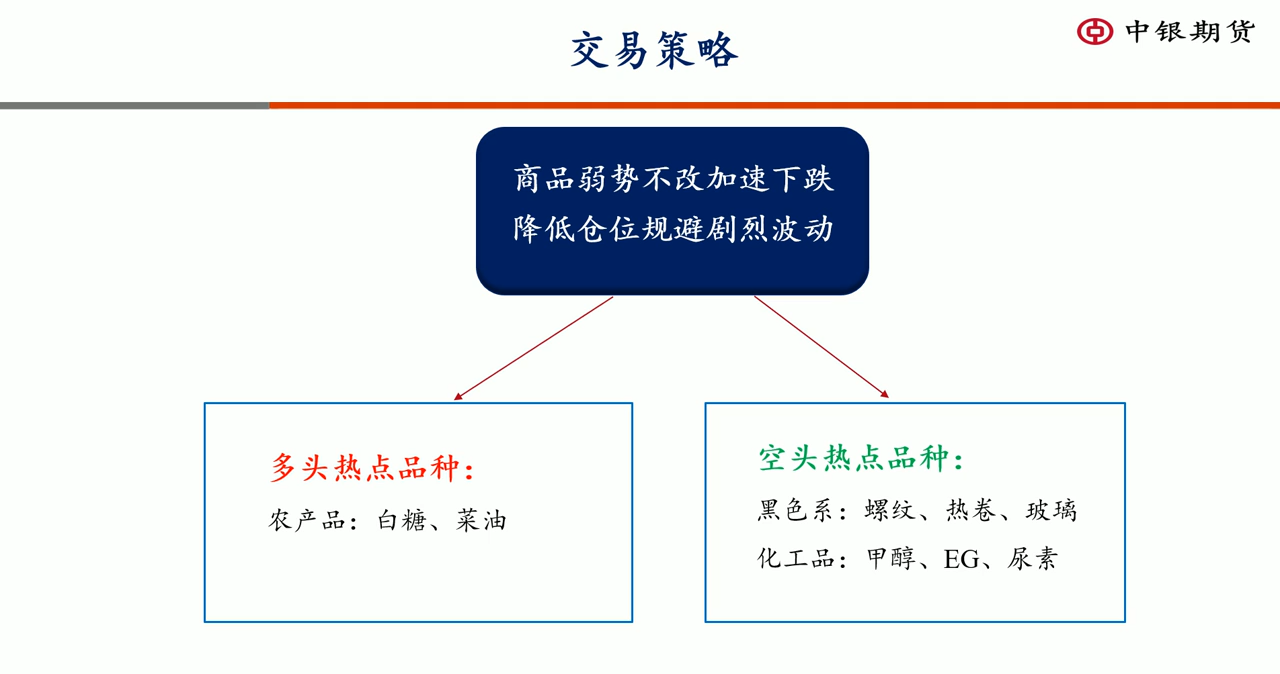 交易策略
中银期货
商品弱势不改加速下跌
降低仓位规避剧烈波动
多头热点品种：
农产品：白糖、菜油
空头热点品种：
黑色系：螺纹、热卷、玻璃
化工品：甲醇、EG、尿素